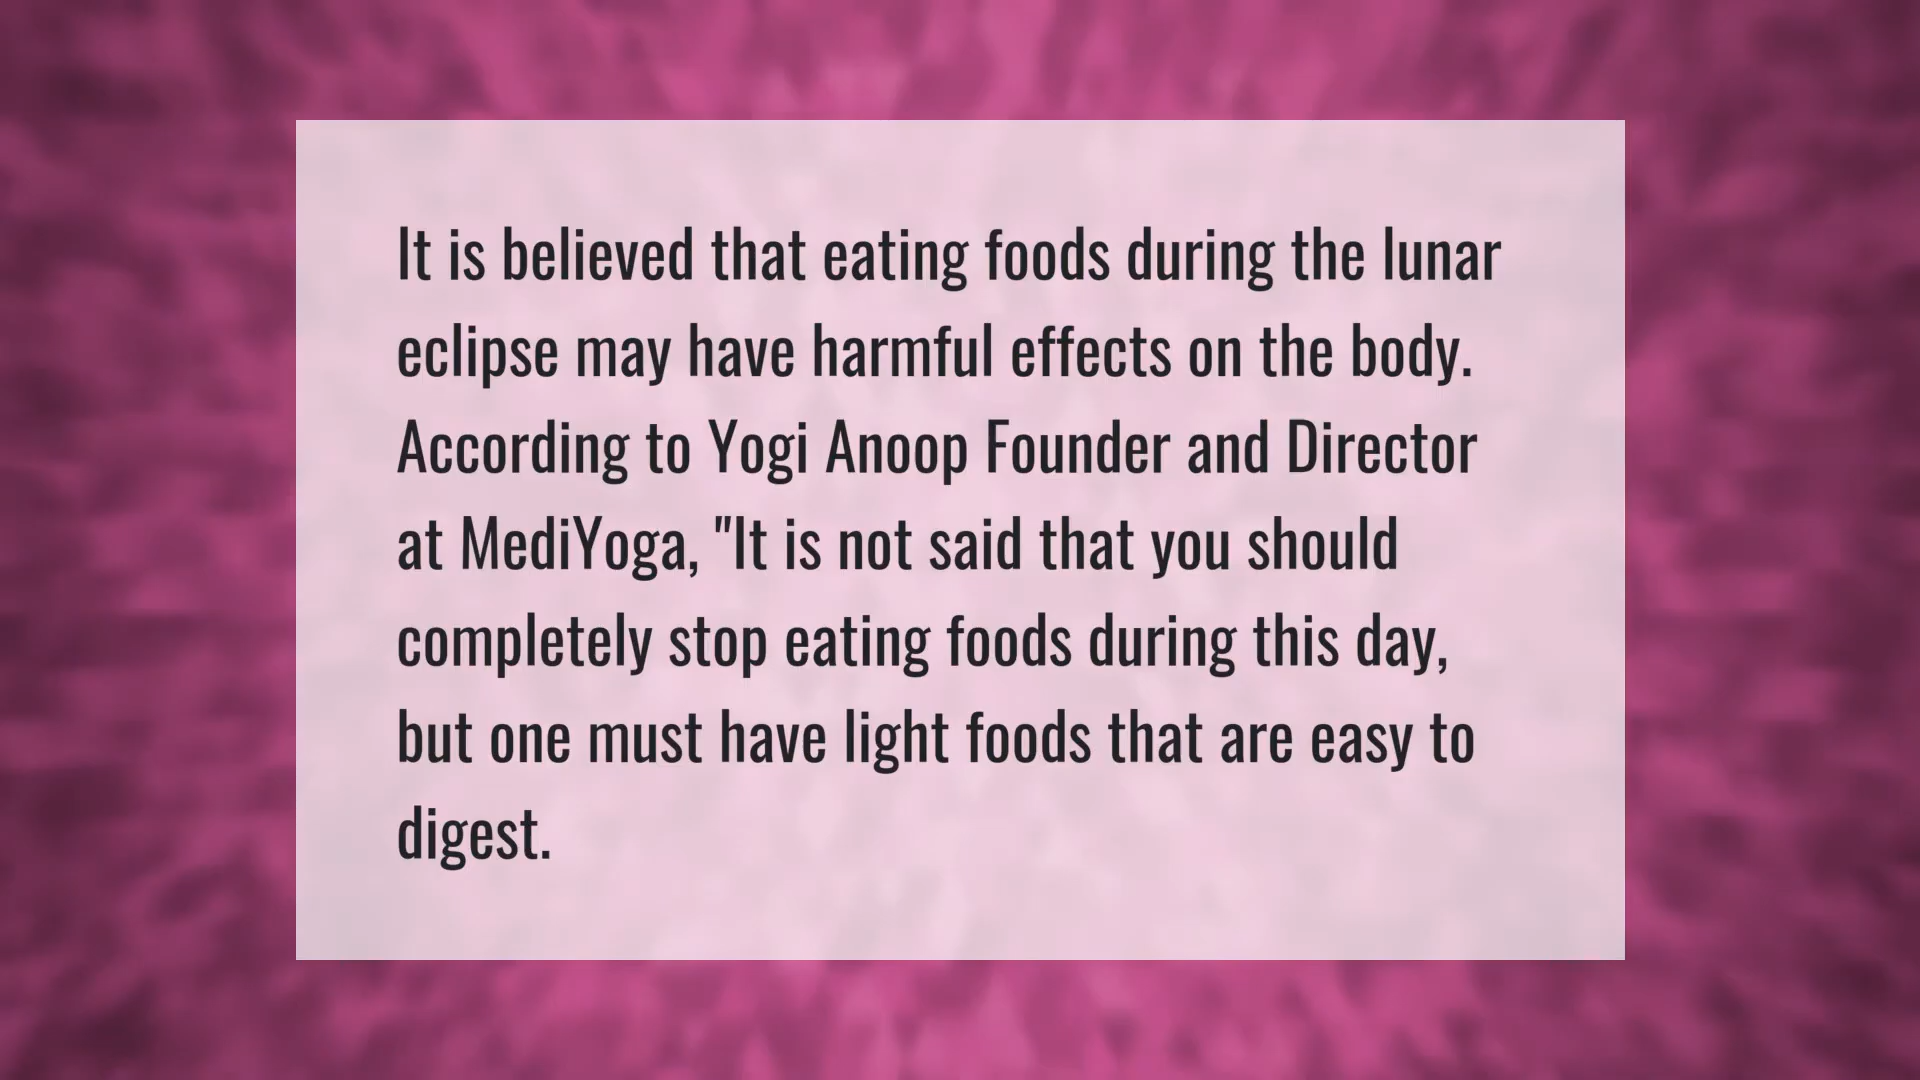 It is believed that eating foods during the lunar
eclipse may have harmful effects on the body.
According to Yogi Anoop Founder and Director
at MediYoga, "It is not said that you should
completely stop eating foods during this day,
but one must have light foods that are easy to
digest.